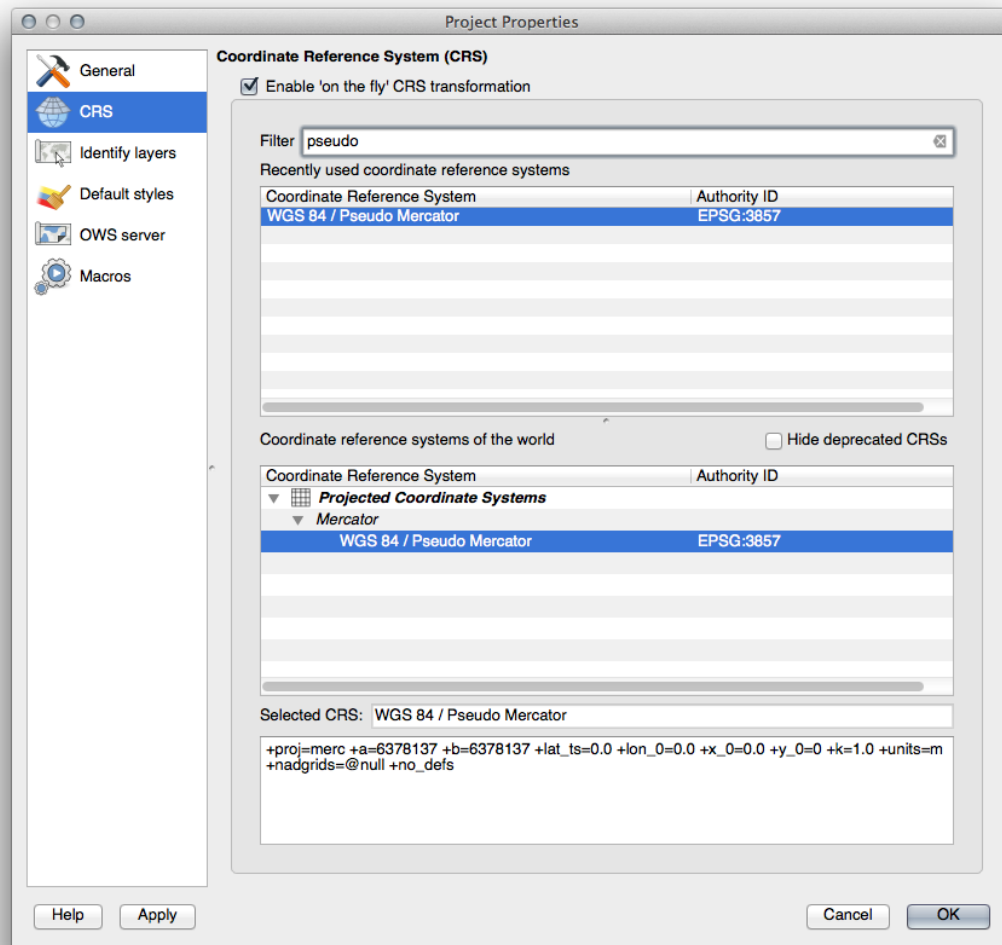 Project Properties
General
CRS
Identify layers
Default styles
OWS server
Macros
Coordinate Reference System (CRS)
Enable 'on the fly' CRS transformation
Filter pseudo
Recently used coordinate reference systems
Coordinate Reference System Authority ID
WGS 84 / Pseudo Mercator EPSG:3857
Coordinate reference systems of the world Hide deprecated CRSs
Coordinate Reference System Authority ID
Projected Coordinate Systems
Mercator
WGS 84 / Pseudo Mercator EPSG:3857
Selected CRS: WGS 84 / Pseudo Mercator
+proj=merc +a=6378137 +b=6378137 +lat_ts=0.0 +lon_0=0.0 +x_0=0.0 +y_0=0 +k=1.0 +units=m
+nadgrids=@null +no_defs
Help Apply Cancel OK